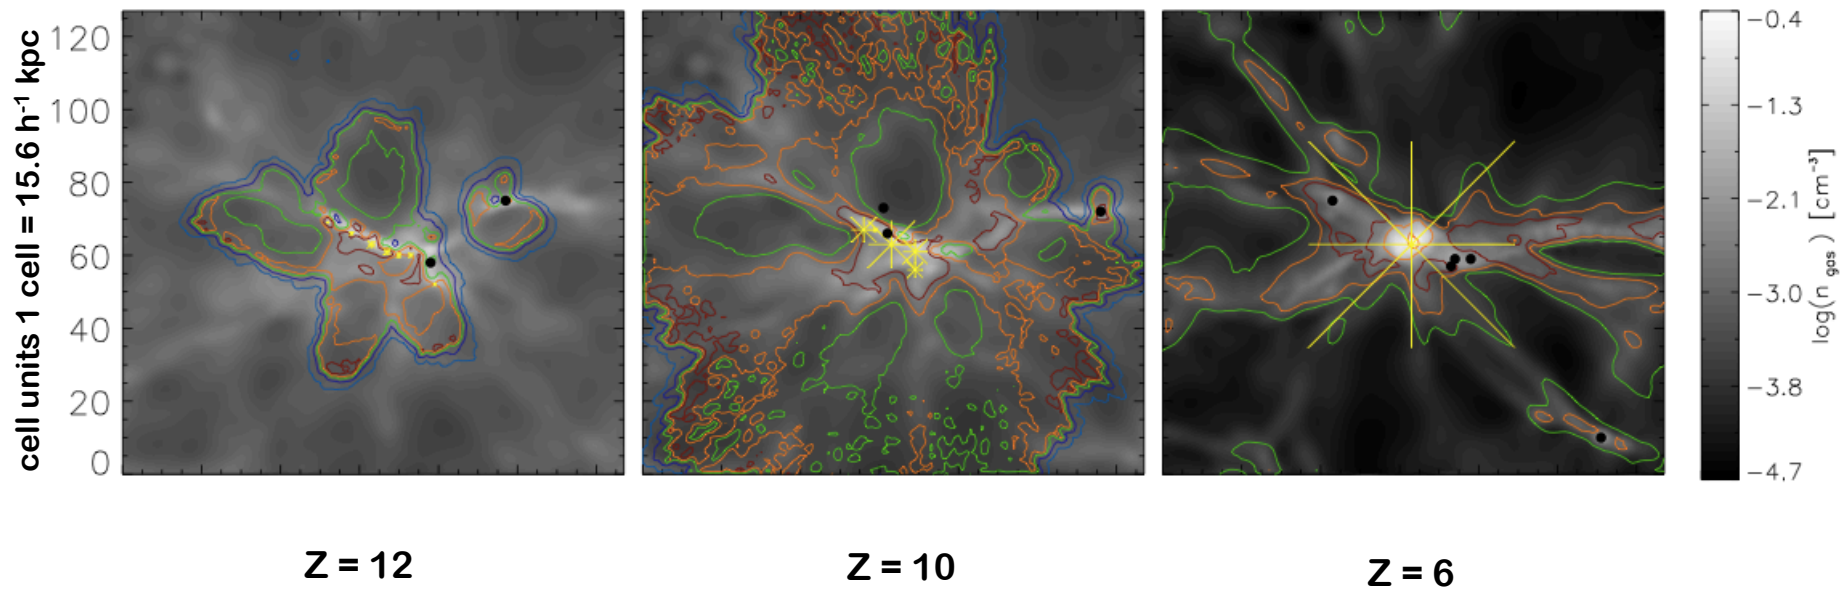 cell units 1 cell = 15.6 h⁻¹ kpc
120
100
80
60
40
20
0
−0.4
−1.3
−2.1
−3.0
−3.8
−4.7
log(n gas) [cm⁻³]
Z = 12
Z = 10
Z = 6